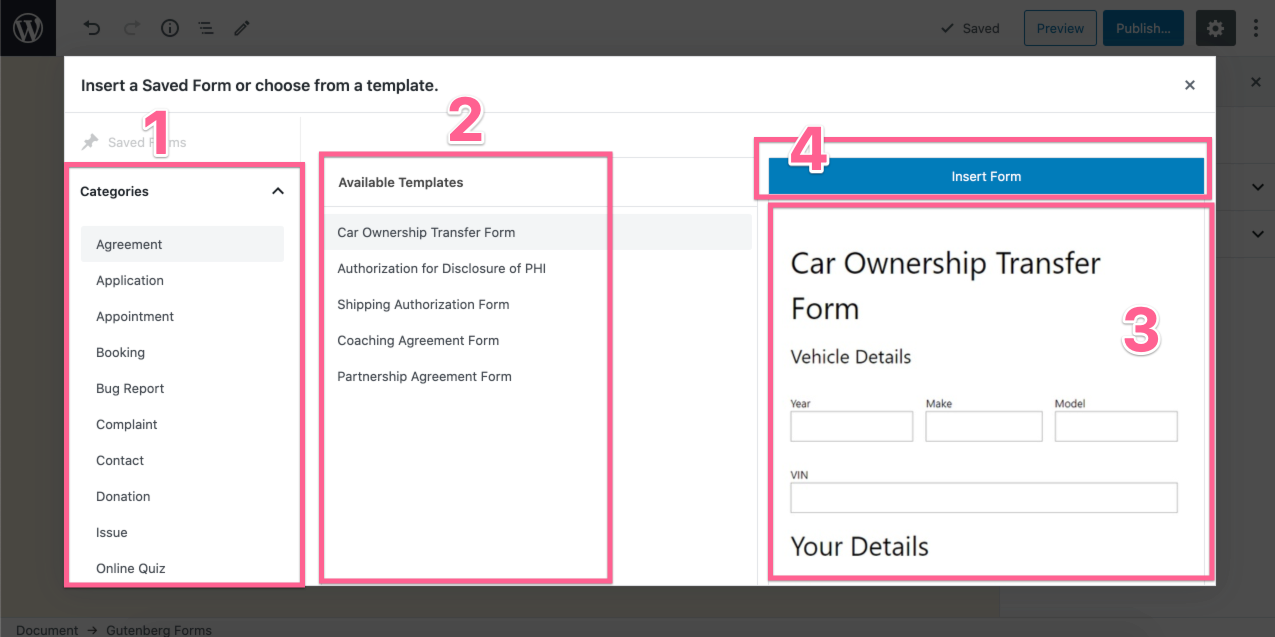 Saved
Preview
Publish...
Insert a Saved Form or choose from a template.
1
Saved Forms
Categories
Agreement
Application
Appointment
Booking
Bug Report
Complaint
Contact
Donation
Issue
Online Quiz
2
Available Templates
Car Ownership Transfer Form
Authorization for Disclosure of PHI
Shipping Authorization Form
Coaching Agreement Form
Partnership Agreement Form
4
Insert Form
3
Car Ownership Transfer
Form
Vehicle Details
Year Make Model
VIN
Your Details
Document → Gutenberg Forms